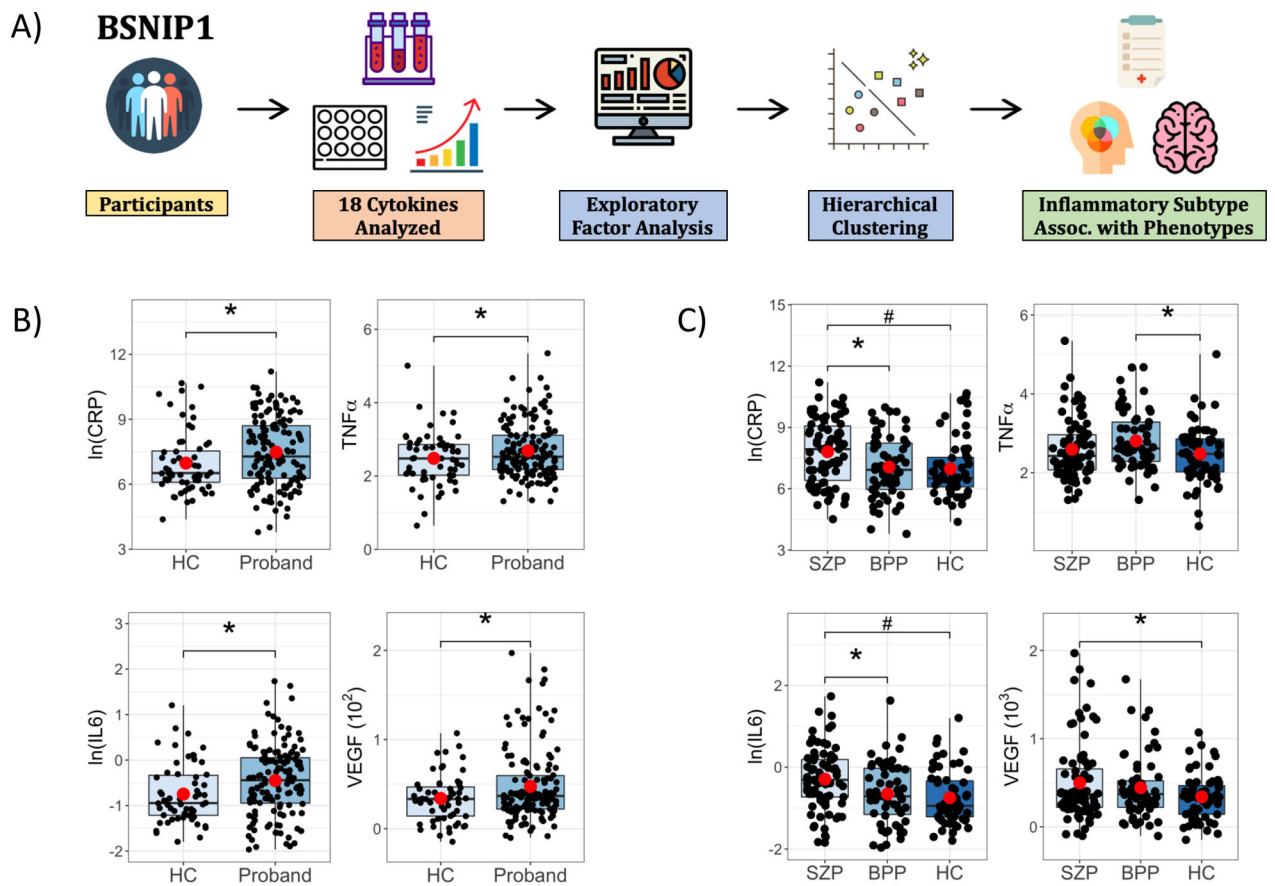 A)
BSNIP1
Participants
18 Cytokines
Analyzed
Exploratory
Factor Analysis
Hierarchical
Clustering
Inflammatory Subtype
Assoc. with Phenotypes
B)
ln(CRP)
12
9
6
3
*
HC
Proband
TNFα
6
4
2
0
*
HC
Proband
ln(IL6)
3
2
1
0
-1
-2
*
HC
Proband
VEGF (10²)
2
1
0
*
HC
Proband
C)
ln(CRP)
15
12
9
6
3
#
*
SZP
BPP
HC
TNFα
6
4
2
*
SZP
BPP
HC
ln(IL6)
2
0
-2
#
*
SZP
BPP
HC
VEGF (10³)
2
1
0
*
SZP
BPP
HC